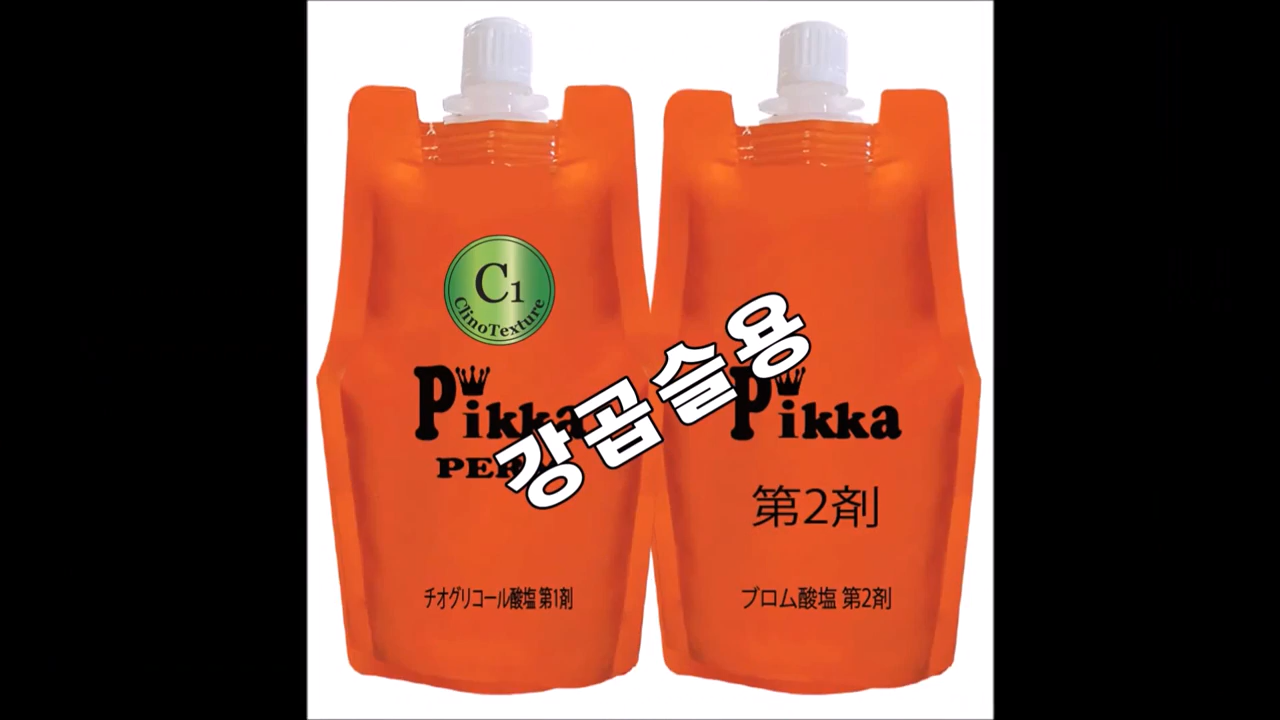 C1
ClinoTexture
Pikka
チオグリコール酸塩 第1剤
강곱슬용
Pikka
第2剤
ブロム酸塩 第2剤